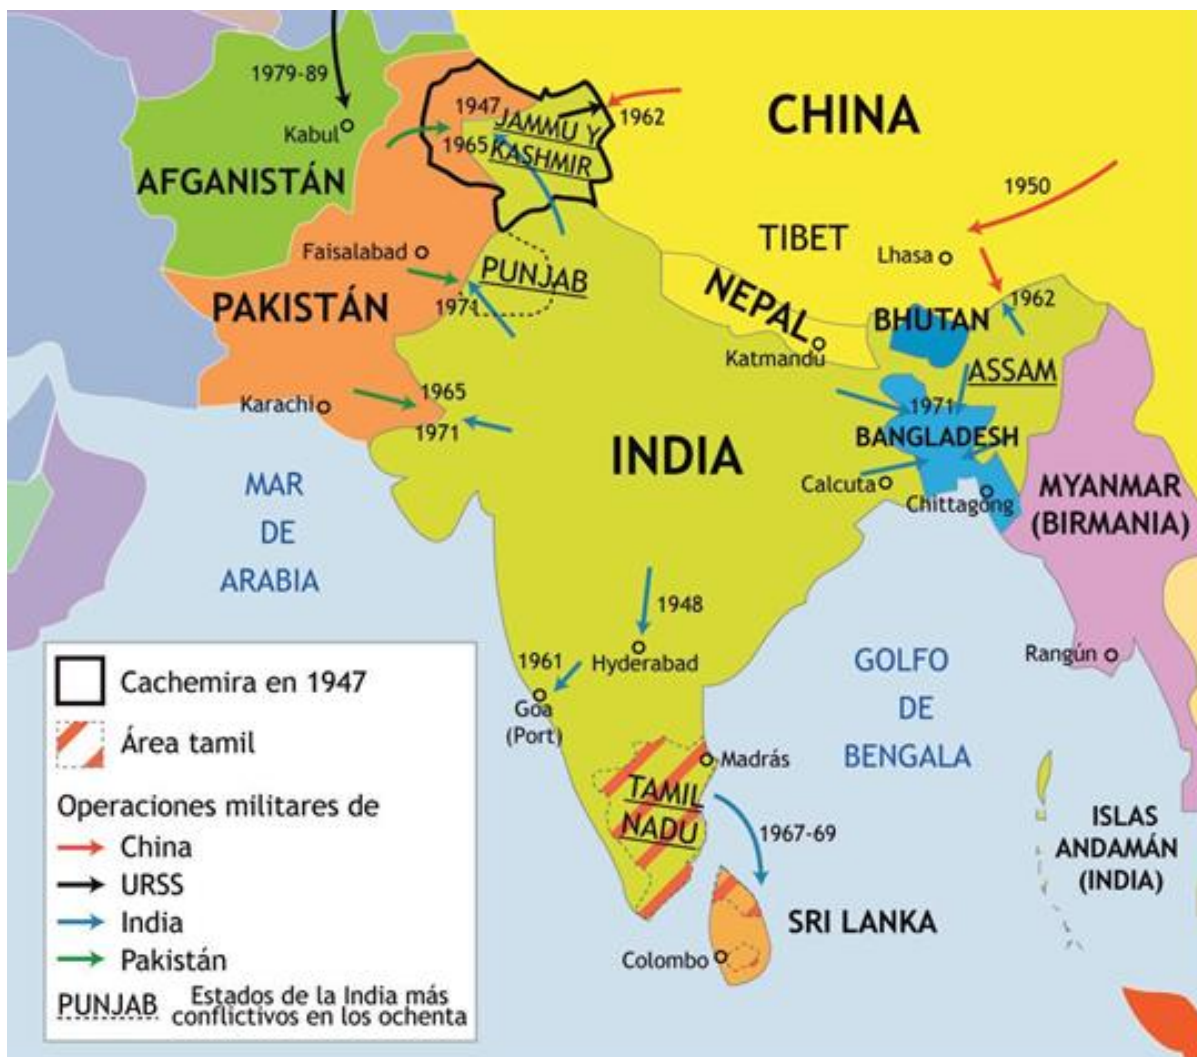 1979-89
Kabul
AFGANISTÁN
1947
JAMMU Y
1965
KASHMIR
1962
CHINA
1950
TIBET
Lhasa
Faisalabad
PUNJAB
PAKISTÁN
1971
NEPAL
Katmandú
BHUTAN
1962
ASSAM
Karachi
1965
1971
INDIA
1971
BANGLADESH
Calcuta
Chittagong
MYANMAR
(BIRMANIA)
MAR
DE
ARABIA
1948
Hyderabad
1961
Goa
(Port)
GOLFO
DE
BENGALA
Rangún
Madrás
TAMIL
NADU
1967-69
SRI LANKA
Colombo
ISLAS
ANDAMÁN
(INDIA)
Cachemira en 1947
Área tamil
Operaciones militares de
China
URSS
India
Pakistán
PUNJAB
Estados de la India más
conflictivos en los ochenta